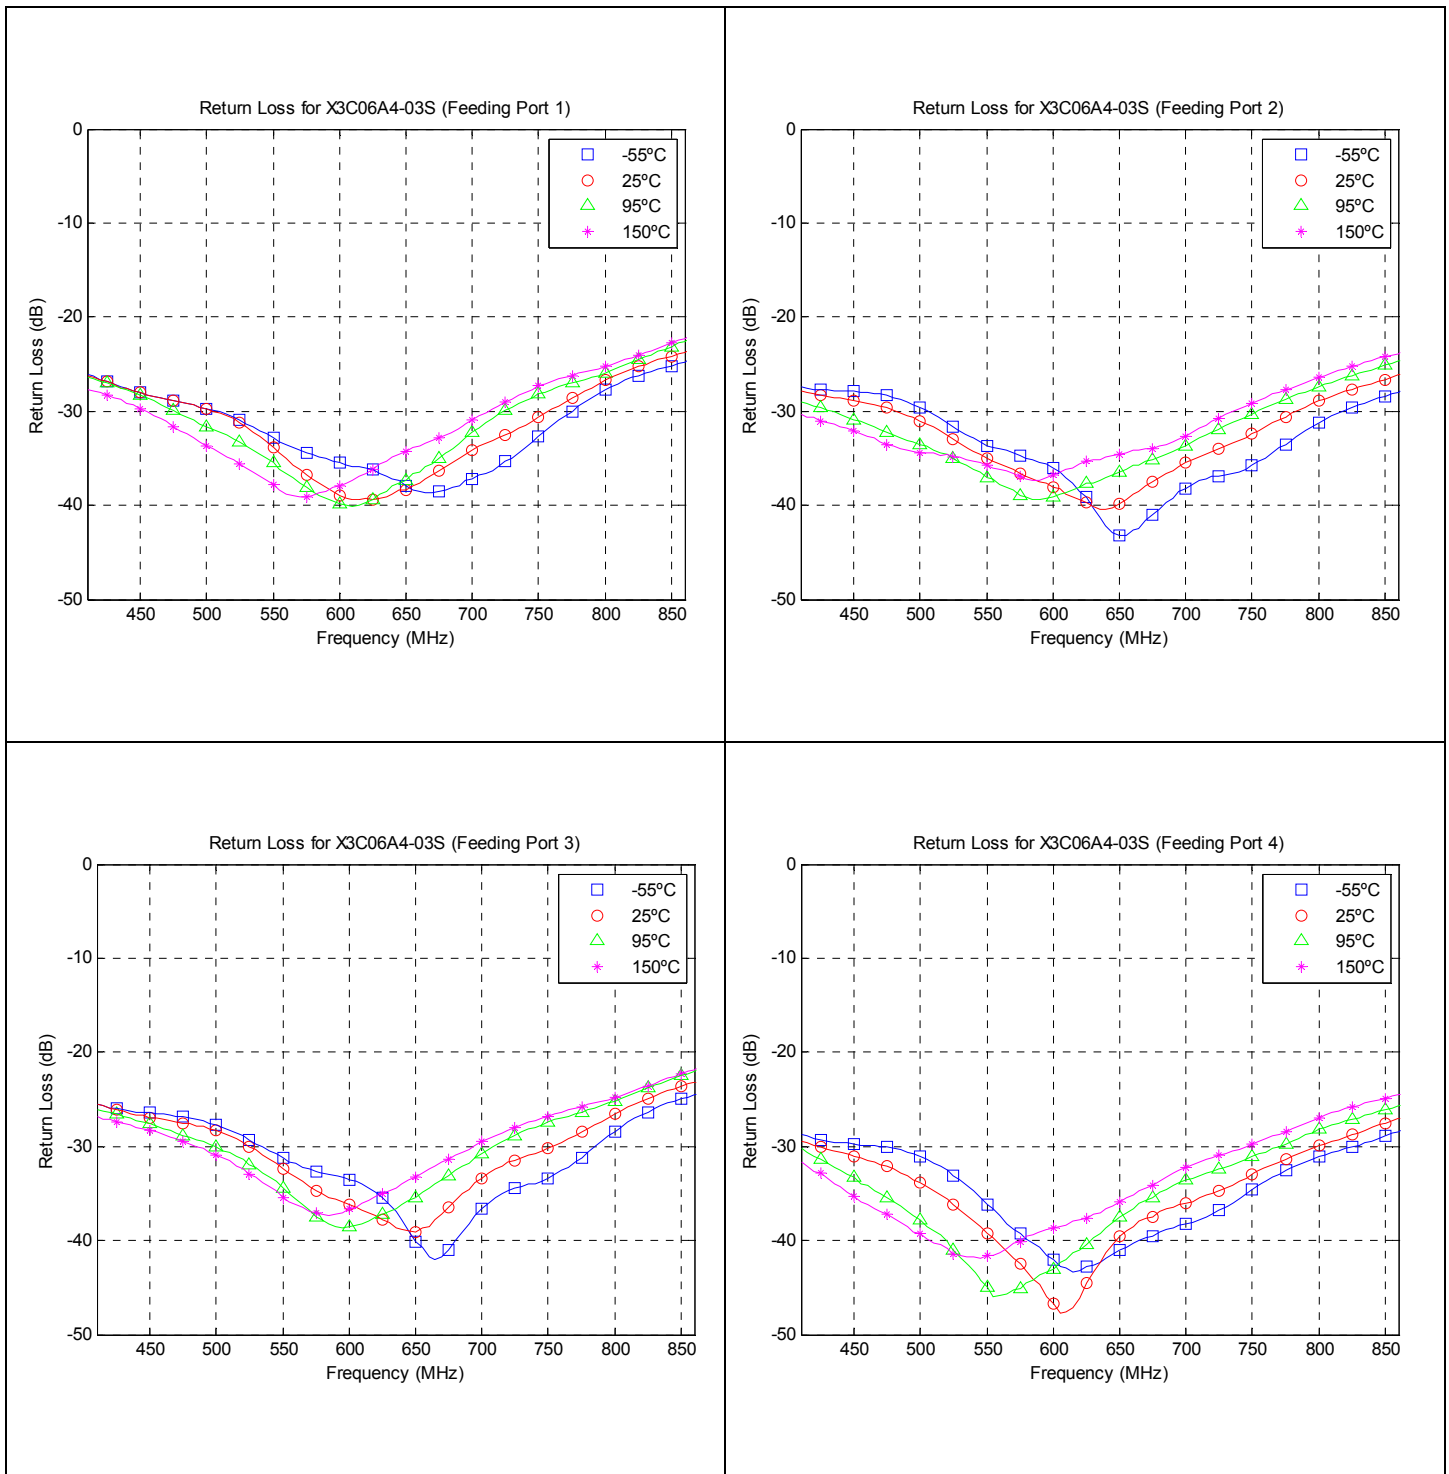 Return Loss for X3C06A4-03S (Feeding Port 1)
0
-10
-20
-30
-40
-50
Return Loss (dB)
450 500 550 600 650 700 750 800 850
Frequency (MHz)
-55ºC
25ºC
95ºC
150ºC
Return Loss for X3C06A4-03S (Feeding Port 2)
0
-10
-20
-30
-40
-50
Return Loss (dB)
450 500 550 600 650 700 750 800 850
Frequency (MHz)
-55ºC
25ºC
95ºC
150ºC
Return Loss for X3C06A4-03S (Feeding Port 3)
0
-10
-20
-30
-40
-50
Return Loss (dB)
450 500 550 600 650 700 750 800 850
Frequency (MHz)
-55ºC
25ºC
95ºC
150ºC
Return Loss for X3C06A4-03S (Feeding Port 4)
0
-10
-20
-30
-40
-50
Return Loss (dB)
450 500 550 600 650 700 750 800 850
Frequency (MHz)
-55ºC
25ºC
95ºC
150ºC